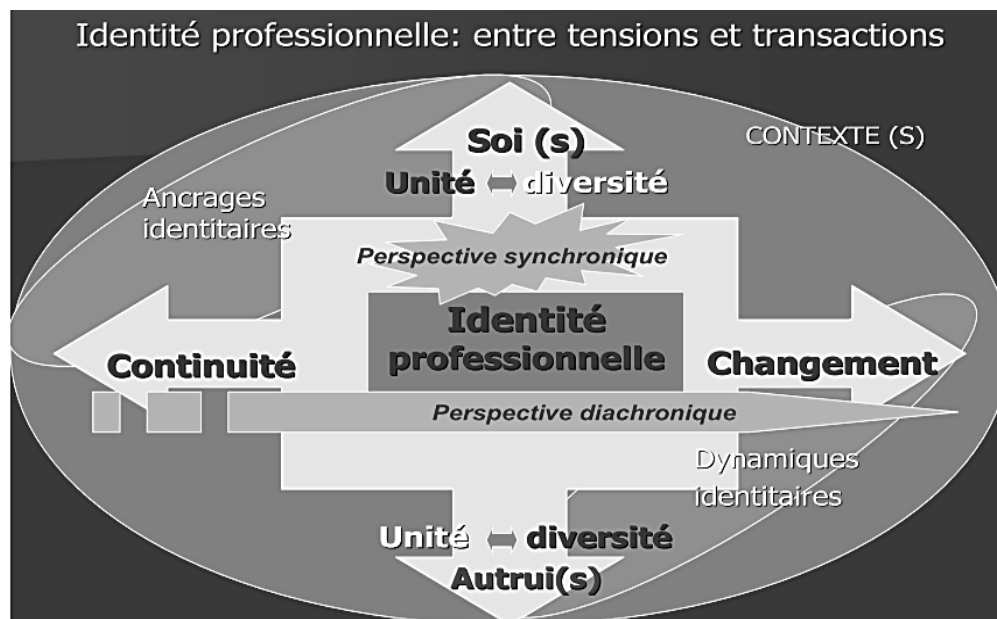 Identité professionnelle: entre tensions et transactions
CONTEXTE (S)
Soi (s)
Unité diversité
Ancrages
identitaires
Perspective synchronique
Identité
professionnelle
Continuité
Changement
Perspective diachronique
Dynamiques
identitaires
Unité diversité
Autrui(s)